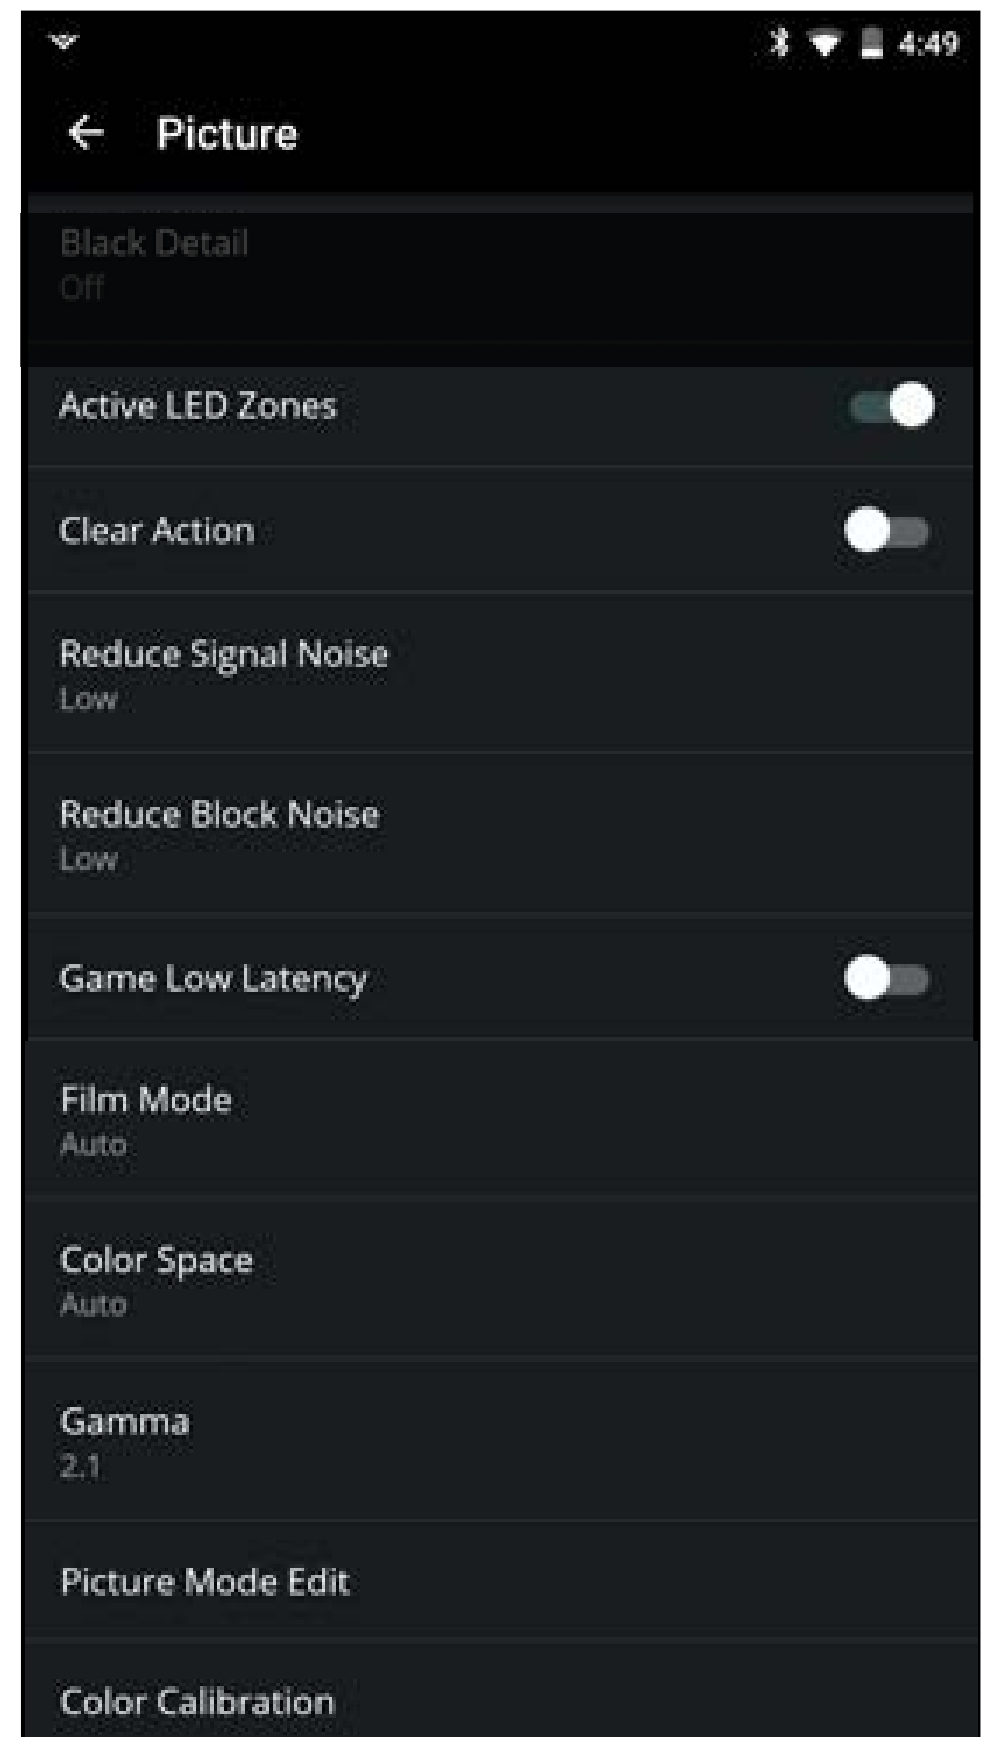 4:49
Picture
Black Detail
Off
Active LED Zones
Clear Action
Reduce Signal Noise
Low
Reduce Block Noise
Low
Game Low Latency
Film Mode
Auto
Color Space
Auto
Gamma
2.1
Picture Mode Edit
Color Calibration